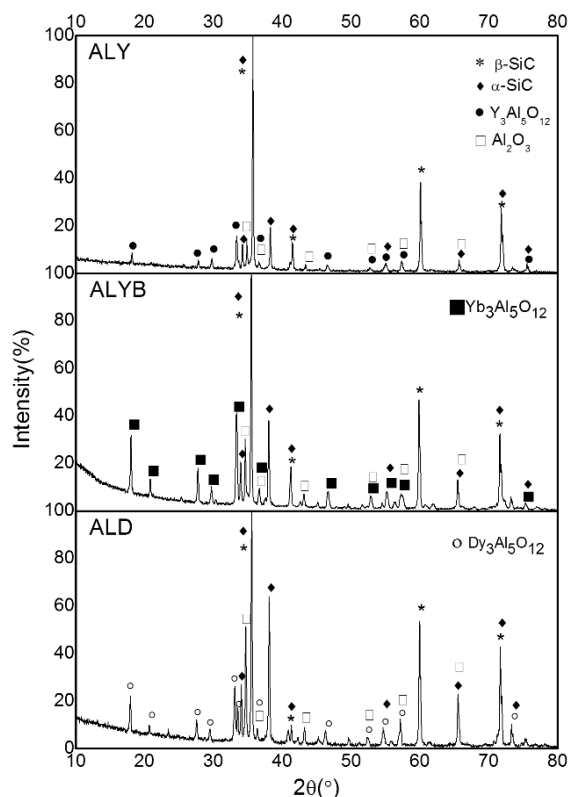 10 20 30 40 50 60 70 80
100
ALY
* β-SiC
♦ α-SiC
● Y₃Al₅O₁₂
□ Al₂O₃
80
60
40
20
100
ALYB
■ Yb₃Al₅O₁₂
80
60
40
20
100
ALD
○ Dy₃Al₅O₁₂
80
60
40
20
0
Intensity(%)
10 20 30 40 50 60 70 80
2θ(°)